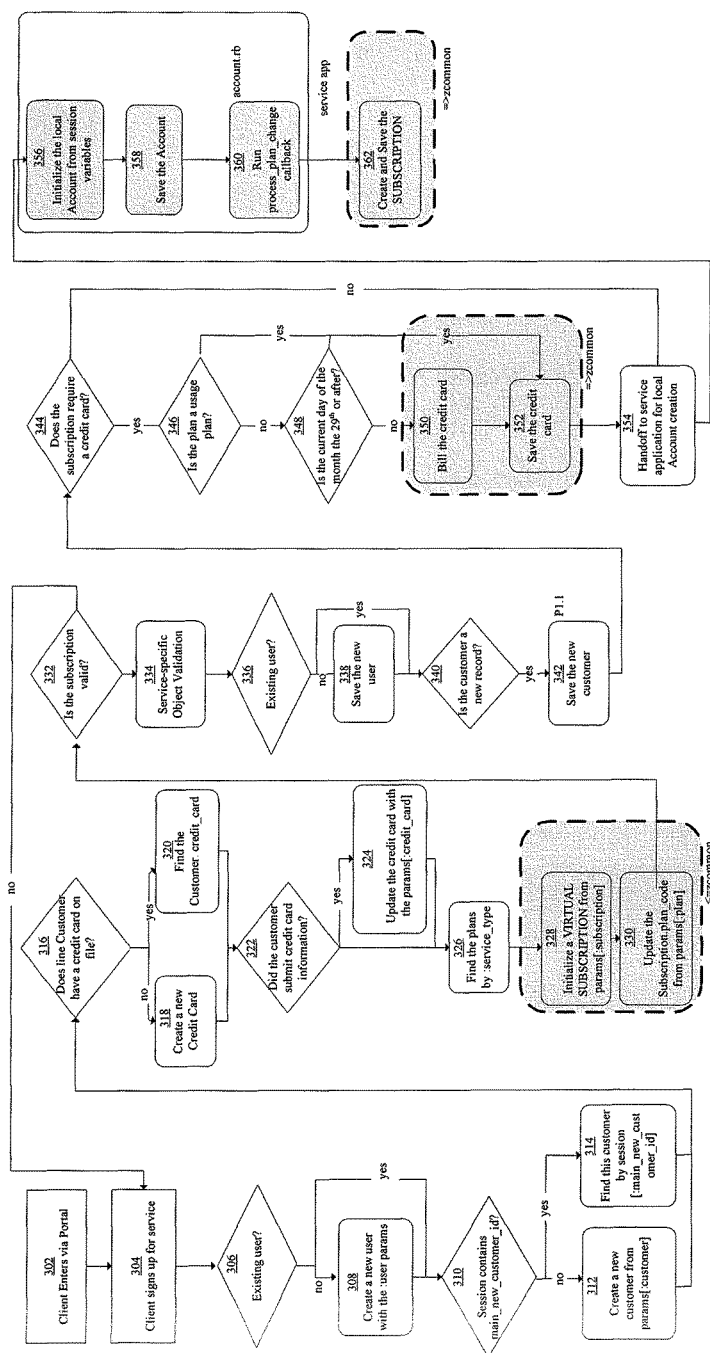 302
Client Enters via Portal
304
Client signs up for service
306
Existing user?
no
yes
308
Create a new user
with the :user params
310
Session contains
main_new_customer_id?
no
yes
312
Create a new
customer from
params[:customer]
314
Find this customer
by session
[:main_new_cust
omer_id]
no
316
Does line Customer
have a credit card on
file?
no
yes
318
Create a new
Credit Card
320
Find the
Customer :credit_card
322
Did the customer
submit credit card
information?
yes
324
Update the credit card with
the params[:credit_card]
326
Find the plans
by :service_type
328
Initialize a VIRTUAL
SUBSCRIPTION from
params[:subscription]
330
Update the
Subscription.plan_code
from params[:plan]
<=zcommon
332
Is the subscription
valid?
334
Service-specific
Object Validation
336
Existing user?
no
yes
338
Save the new
user
340
Is the customer a
new record?
yes
P1.1
342
Save the new
customer
344
Does the
subscription require
a credit card?
yes
no
346
Is the plan a usage
plan?
no
yes
348
Is the current day of the
month the 29th or after?
no
yes
350
Bill the credit card
352
Save the credit
card
=>zcommon
354
Handoff to service
application for local
Account creation
356
Initialize the local
Account from session
variables
358
Save the Account
account.rb
360
Run
process_plan_change
callback
service app
362
Create and Save the
SUBSCRIPTION
=>zcommon